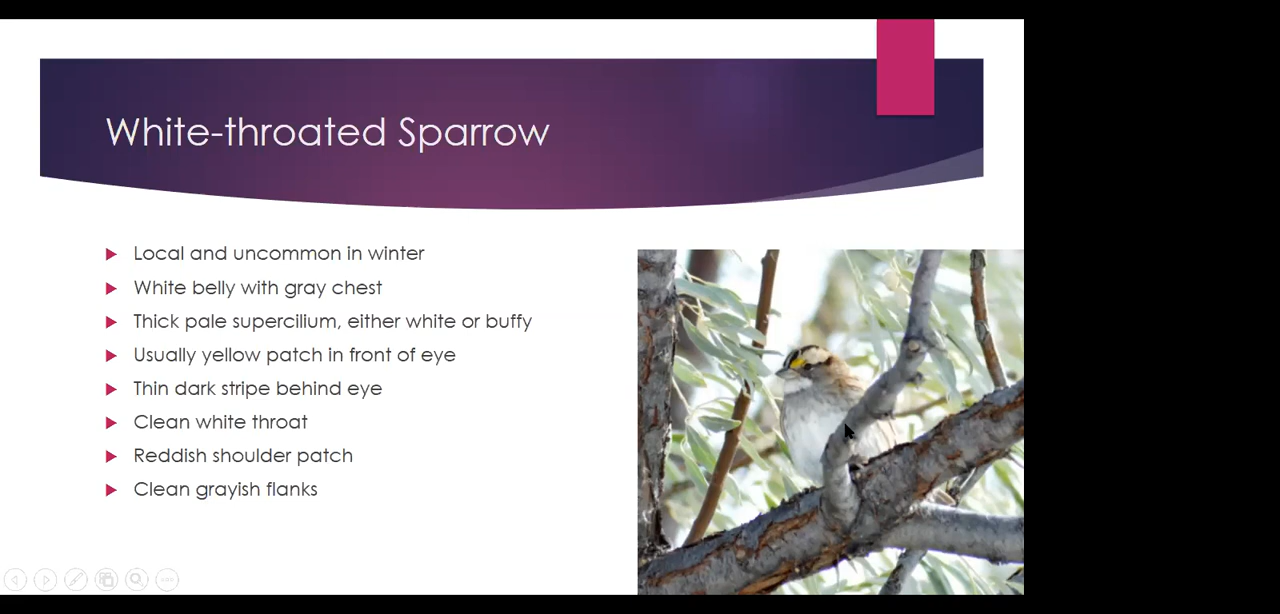 White-throated Sparrow
Local and uncommon in winter
White belly with gray chest
Thick pale supercilium, either white or buffy
Usually yellow patch in front of eye
Thin dark stripe behind eye
Clean white throat
Reddish shoulder patch
Clean grayish flanks